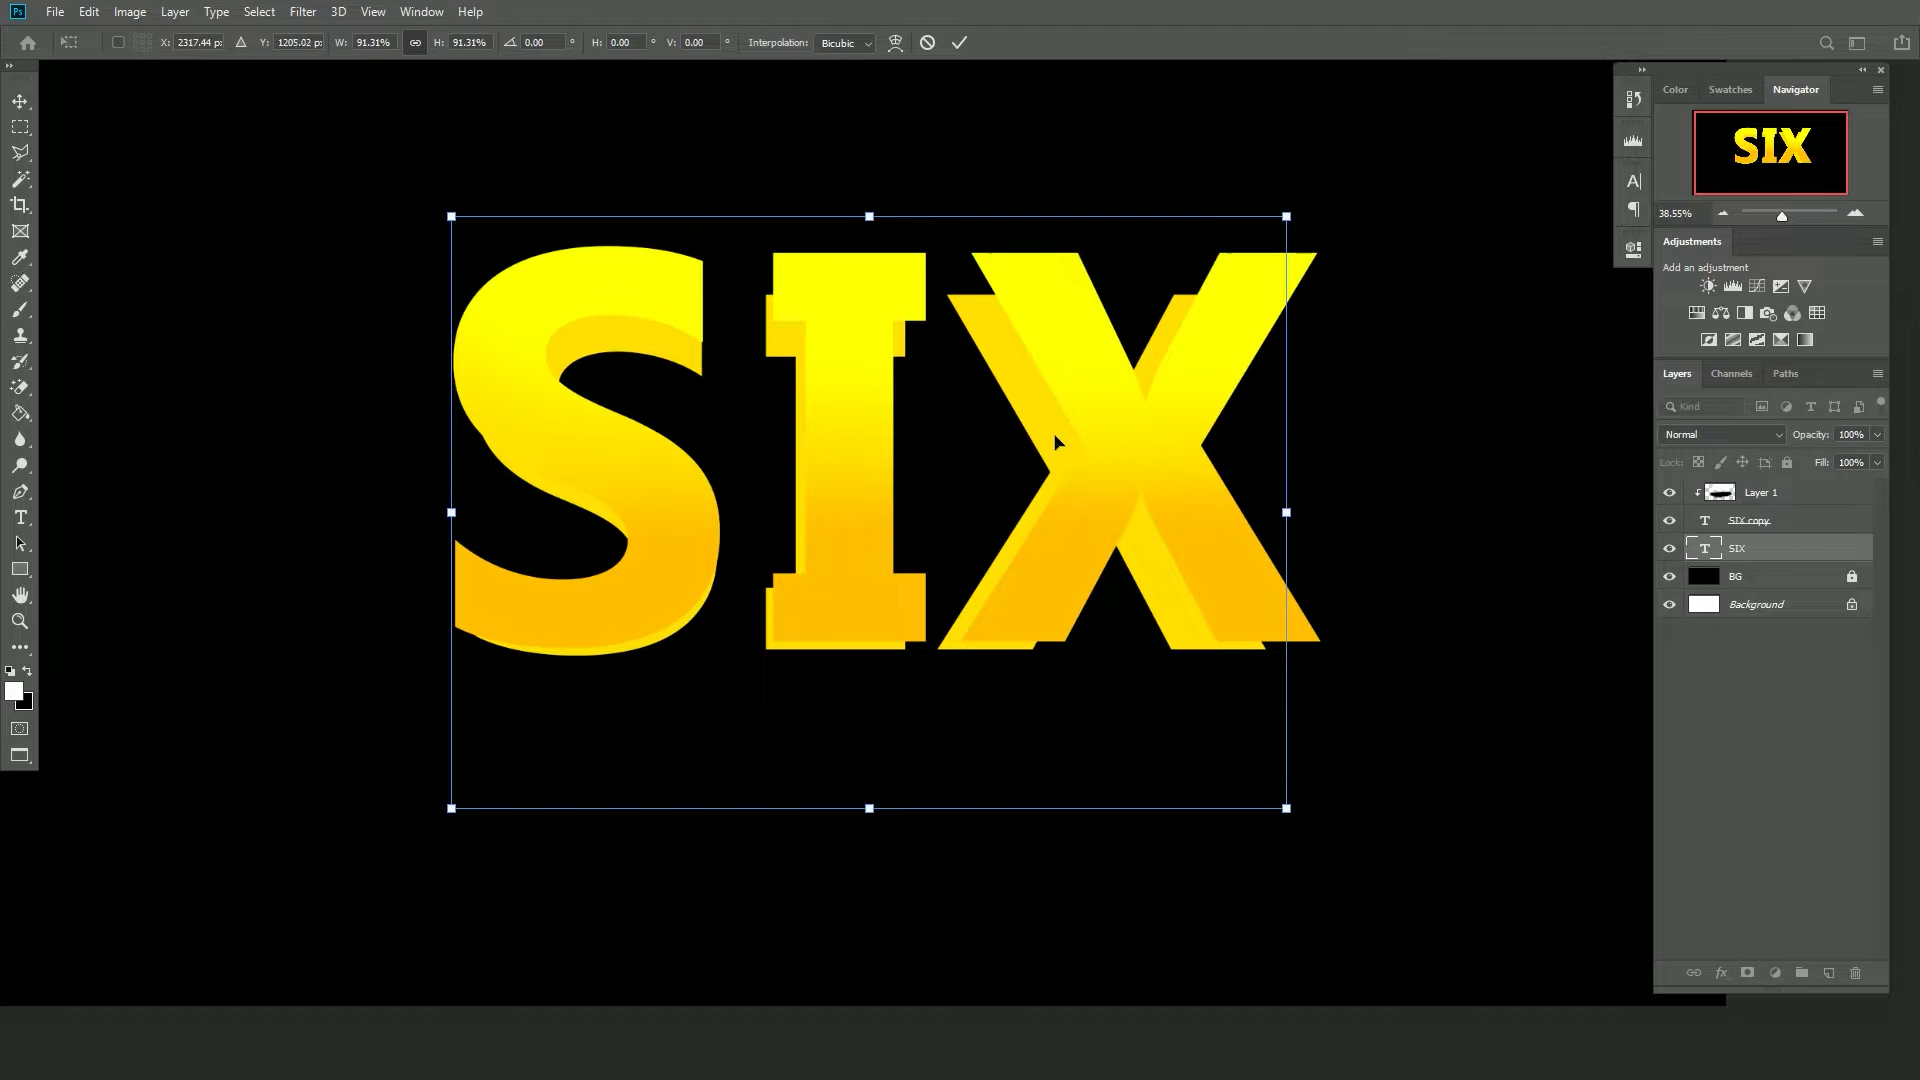 Ps File Edit Image Layer Type Select Filter 3D View Window Help
X: 2317.44 p: Y: 1205.02 p: W: 91.31% H: 91.31% 0.00 ° H: 0.00 ° V: 0.00 ° Interpolation: Bicubic
SIX
Color Swatches Navigator
SIX
38.55%
Adjustments
Add an adjustment
Layers Channels Paths
Kind
Normal Opacity: 100%
Lock: Fill: 100%
Layer 1
T SIX copy
T SIX
BG
Background